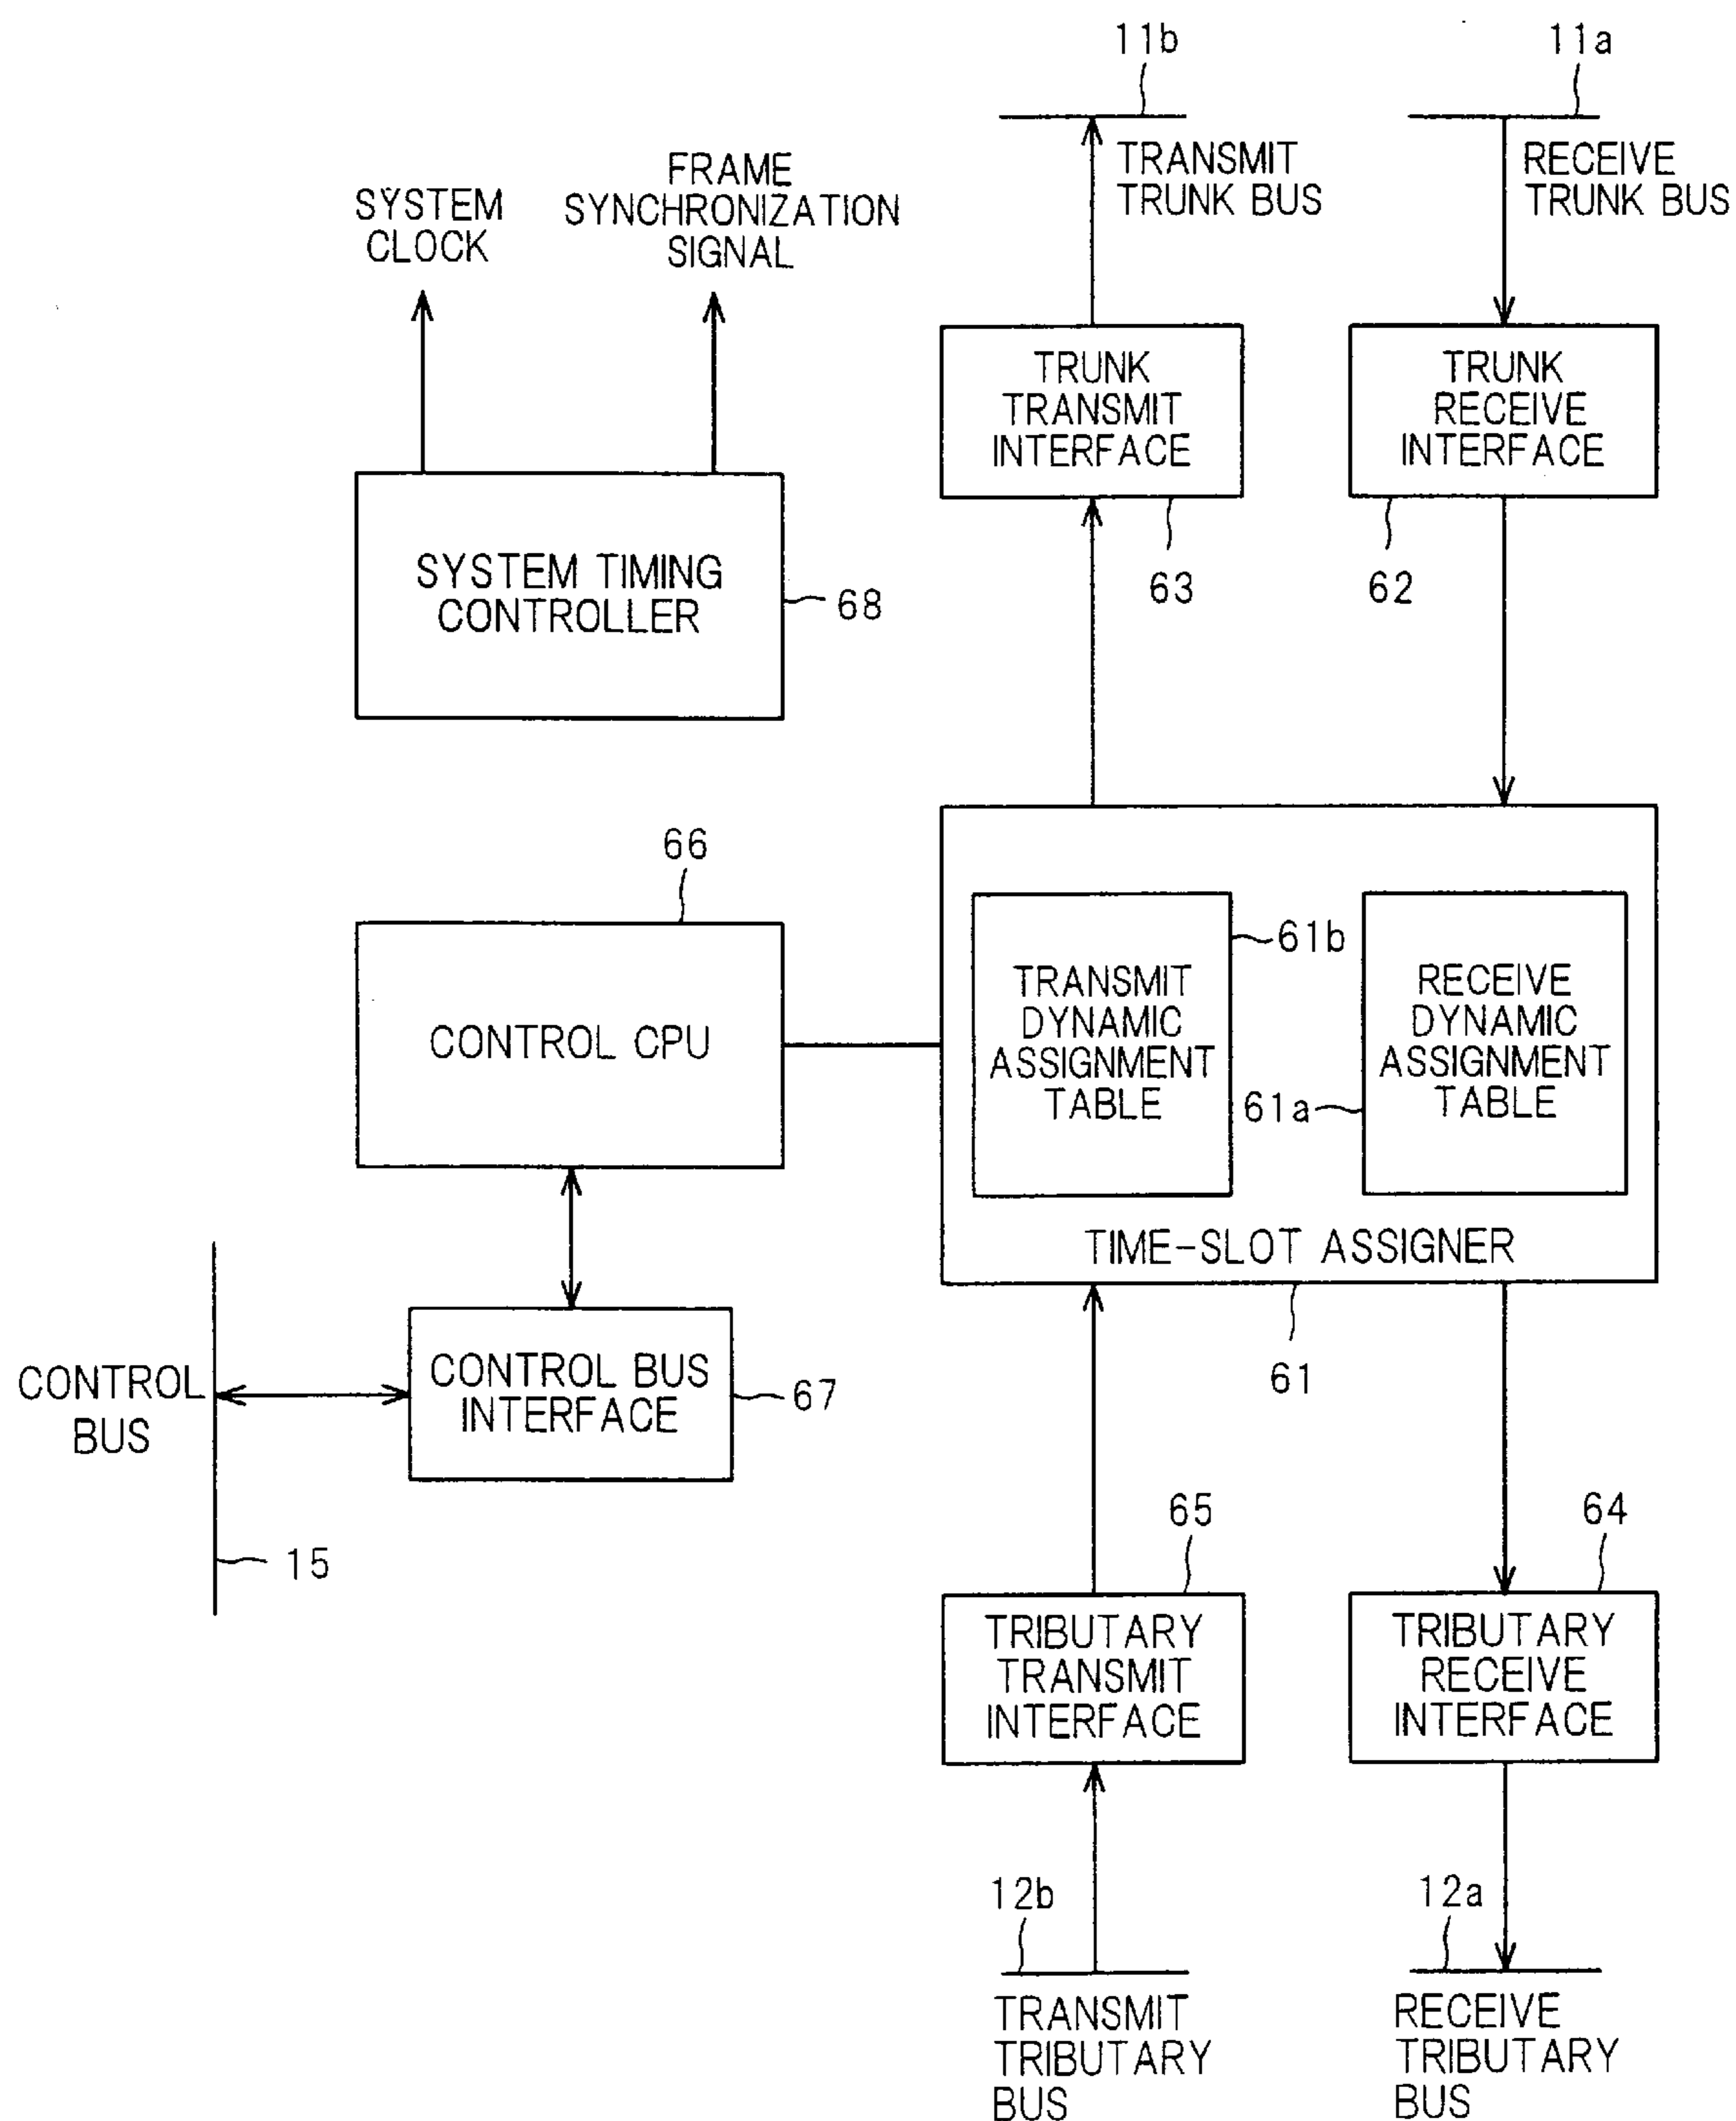 11b
11a
TRANSMIT
TRUNK BUS
RECEIVE
TRUNK BUS
SYSTEM
CLOCK
FRAME
SYNCHRONIZATION
SIGNAL
TRUNK
TRANSMIT
INTERFACE
63
TRUNK
RECEIVE
INTERFACE
62
SYSTEM TIMING
CONTROLLER
68
66
CONTROL CPU
TRANSMIT
DYNAMIC
ASSIGNMENT
TABLE
61b
RECEIVE
DYNAMIC
ASSIGNMENT
TABLE
61a
TIME-SLOT ASSIGNER
61
CONTROL
BUS
15
CONTROL BUS
INTERFACE
67
65
TRIBUTARY
TRANSMIT
INTERFACE
64
TRIBUTARY
RECEIVE
INTERFACE
12b
TRANSMIT
TRIBUTARY
BUS
12a
RECEIVE
TRIBUTARY
BUS